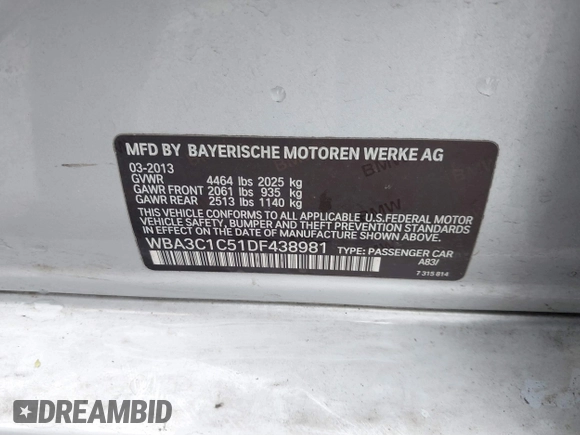 MFD BY BAYERISCHE MOTOREN WERKE AG
03-2013
GVWR 4464 lbs 2025 kg
GAWR FRONT 2061 lbs 935 kg
GAWR REAR 2513 lbs 1140 kg
THIS VEHICLE CONFORMS TO ALL APPLICABLE U.S.FEDERAL MOTOR
VEHICLE SAFETY, BUMPER, AND THEFT PREVENTION STANDARDS
IN EFFECT ON THE DATE OF MANUFACTURE SHOWN ABOVE.
WBA3C1C51DF438981 TYPE: PASSENGER CAR
A83/
7 315 814
DREAMBID